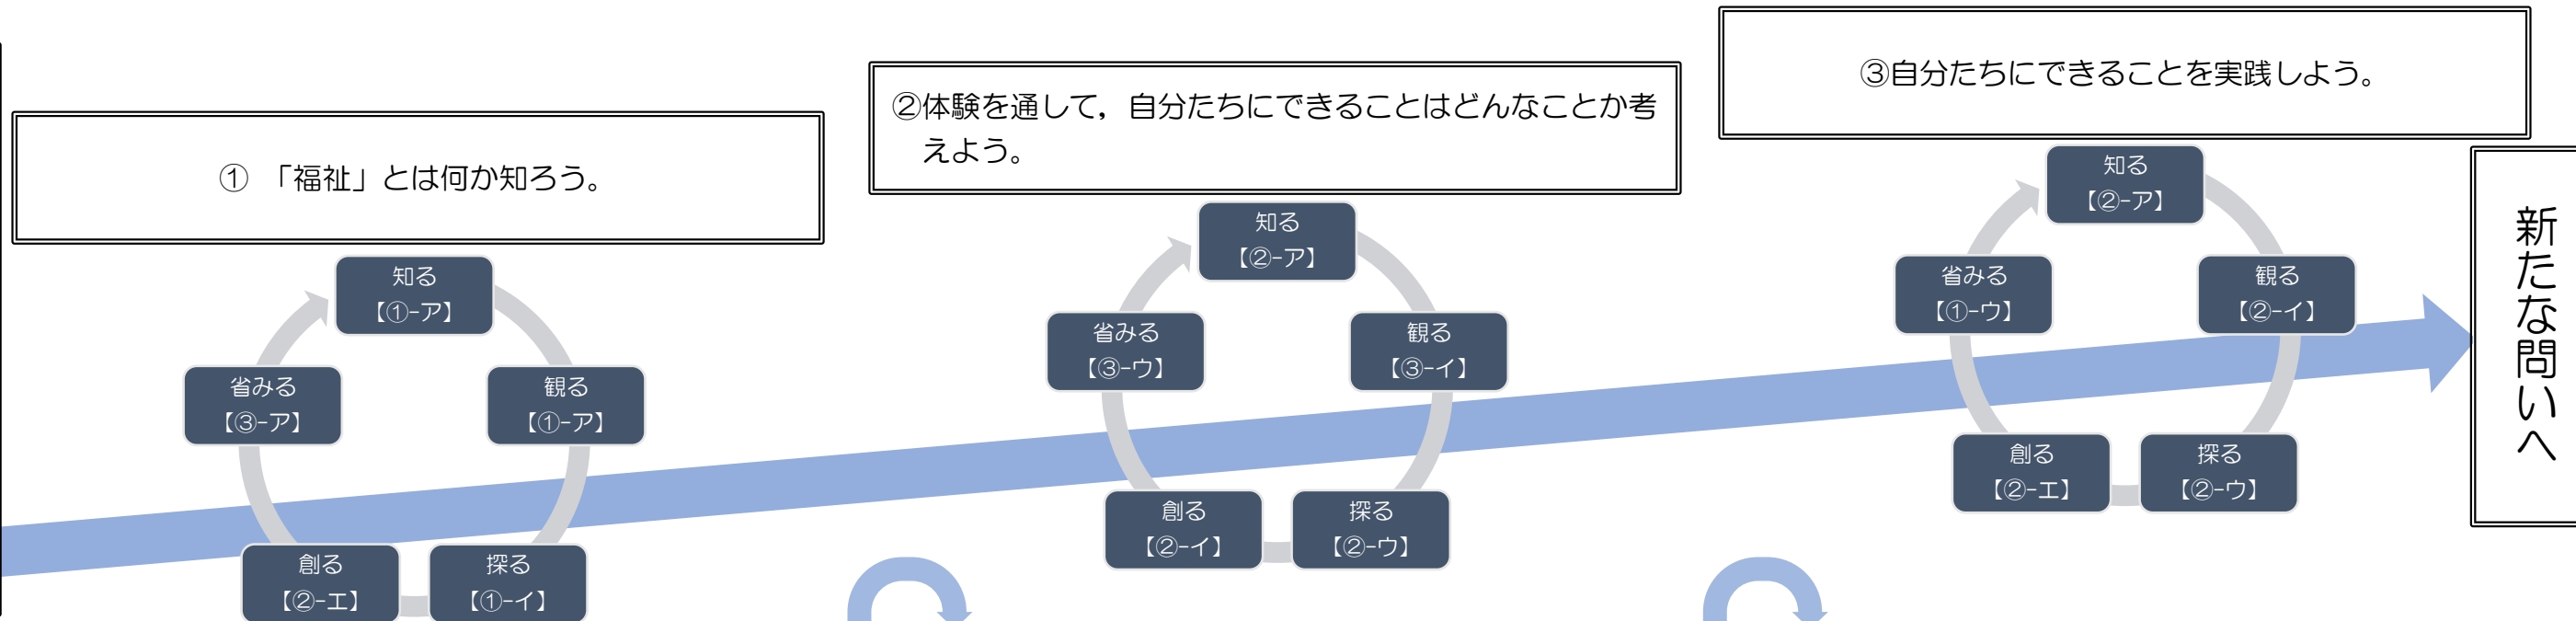 ① 「福祉」とは何か知ろう。
知る
【①-ア】
観る
【①-ア】
探る
【①-イ】
創る
【②-エ】
省みる
【③-ア】
②体験を通して，自分たちにできることはどんなことか考
えよう。
知る
【②-ア】
観る
【③-イ】
探る
【②-ウ】
創る
【②-イ】
省みる
【③-ウ】
③自分たちにできることを実践しよう。
知る
【②-ア】
観る
【②-イ】
探る
【②-ウ】
創る
【②-エ】
省みる
【①-ウ】
新たな問いへ